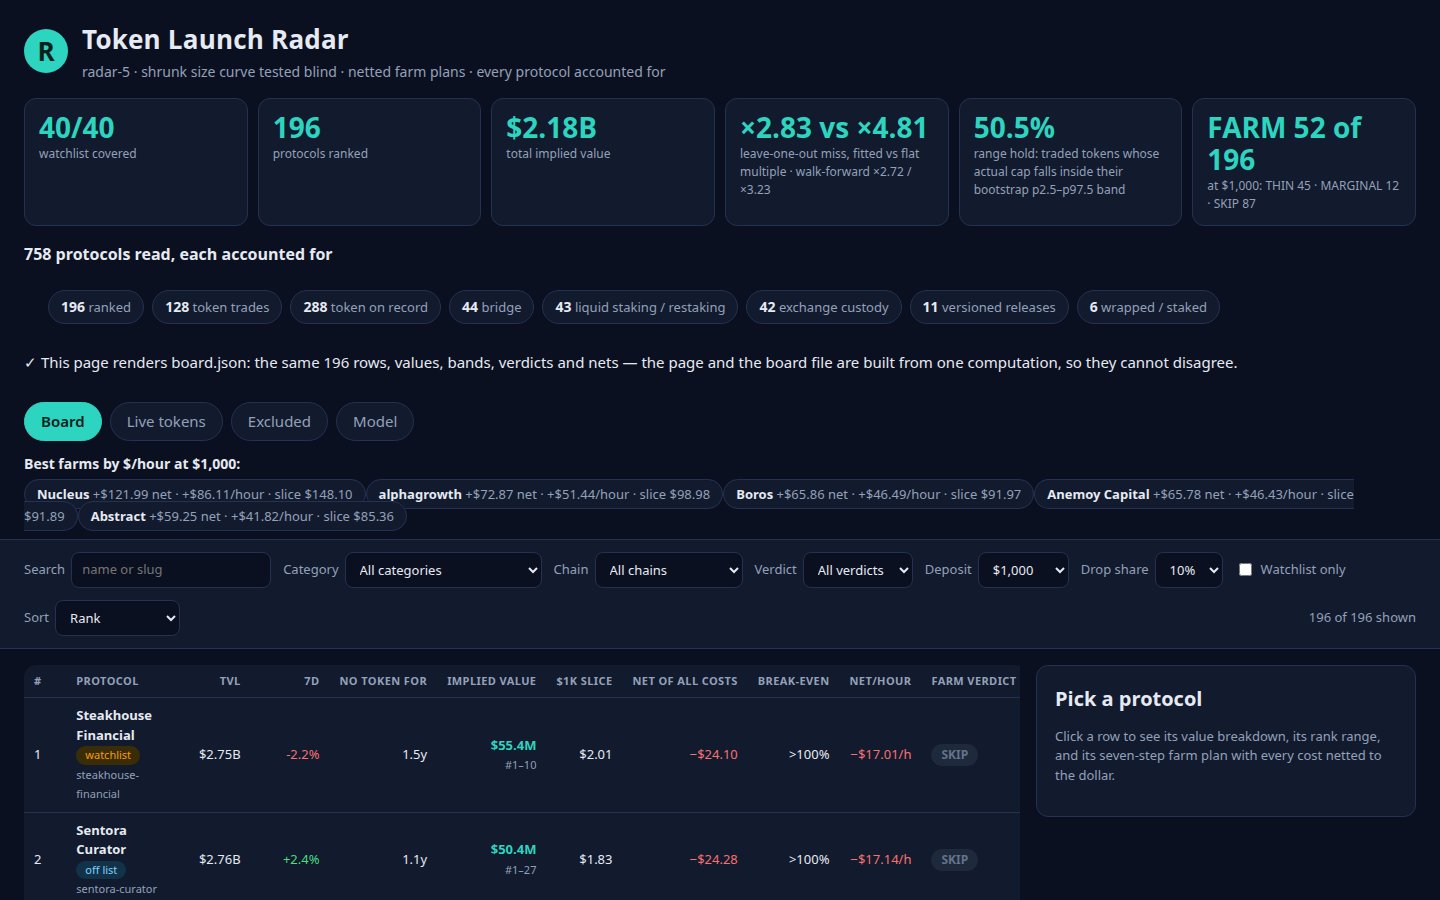 R
Token Launch Radar
radar-5 · shrunk size curve tested blind · netted farm plans · every protocol accounted for
40/40
watchlist covered
196
protocols ranked
$2.18B
total implied value
×2.83 vs ×4.81
leave-one-out miss, fitted vs flat
multiple · walk-forward ×2.72 /
×3.23
50.5%
range hold: traded tokens whose
actual cap falls inside their
bootstrap p2.5–p97.5 band
FARM 52 of
196
at $1,000: THIN 45 · MARGINAL 12
· SKIP 87
758 protocols read, each accounted for
196 ranked 128 token trades 288 token on record 44 bridge 43 liquid staking / restaking 42 exchange custody 11 versioned releases 6 wrapped / staked
✓ This page renders board.json: the same 196 rows, values, bands, verdicts and nets — the page and the board file are built from one computation, so they cannot disagree.
Board Live tokens Excluded Model
Best farms by $/hour at $1,000:
Nucleus +$121.99 net · +$86.11/hour · slice $148.10 alphagrowth +$72.87 net · +$51.44/hour · slice $98.98 Boros +$65.86 net · +$46.49/hour · slice $91.97 Anemoy Capital +$65.78 net · +$46.43/hour · slice
$91.89 Abstract +$59.25 net · +$41.82/hour · slice $85.36
Search name or slug Category All categories Chain All chains Verdict All verdicts Deposit $1,000 Drop share 10% Watchlist only
Sort Rank 196 of 196 shown
# PROTOCOL TVL 7D NO TOKEN FOR IMPLIED VALUE $1K SLICE NET OF ALL COSTS BREAK-EVEN NET/HOUR FARM VERDICT
1 Steakhouse Financial watchlist steakhouse-financial $2.75B -2.2% 1.5y $55.4M #1–10 $2.01 −$24.10 >100% −$17.01/h SKIP
2 Sentora Curator off list sentora-curator $2.76B +2.4% 1.1y $50.4M #1–27 $1.83 −$24.28 >100% −$17.14/h SKIP
Pick a protocol
Click a row to see its value breakdown, its rank range,
and its seven-step farm plan with every cost netted to
the dollar.